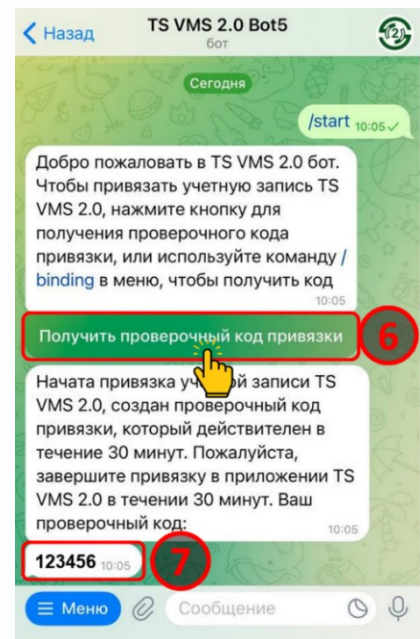 Назад
TS VMS 2.0 Bot5
бот
T2
Сегодня
/start 10:05
Добро пожаловать в TS VMS 2.0 бот.
Чтобы привязать учетную запись TS
VMS 2.0, нажмите кнопку для
получения проверочного кода
привязки, или используйте команду /
binding в меню, чтобы получить код
10:05
Получить проверочный код привязки
6
Начата привязка уч ой записи TS
VMS 2.0, создан проверочный код
привязки, который действителен в
течение 30 минут. Пожалуйста,
завершите привязку в приложении TS
VMS 2.0 в течении 30 минут. Ваш
проверочный код:
10:05
123456 10:05
7
Меню
Сообщение